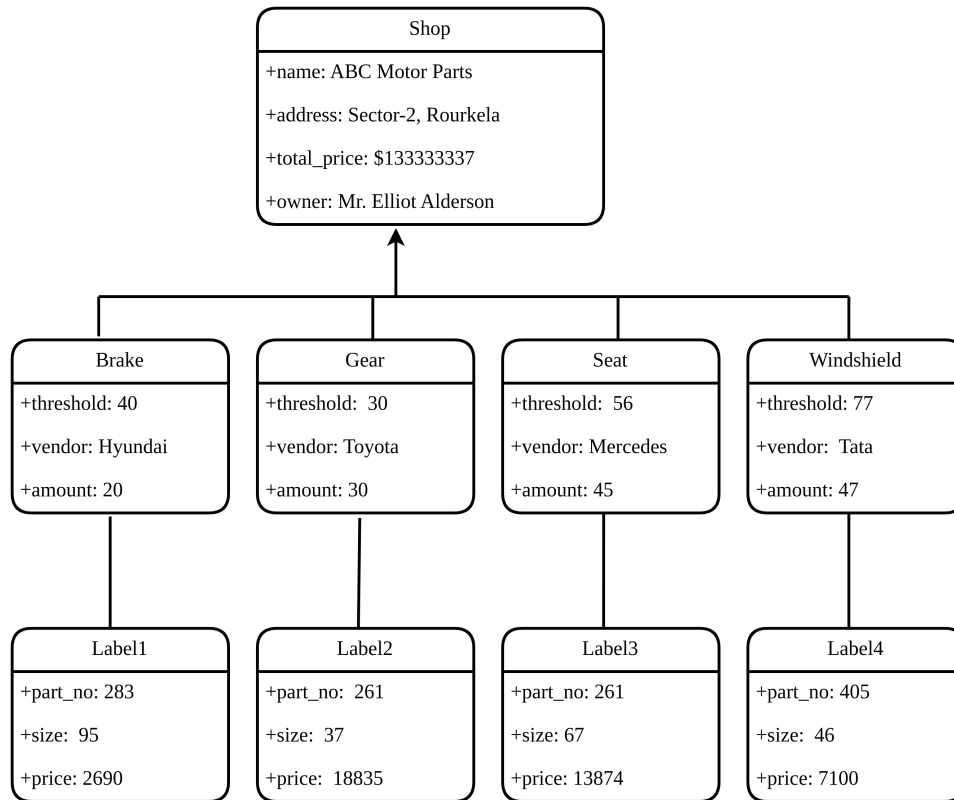 Shop
+name: ABC Motor Parts
+address: Sector-2, Rourkela
+total_price: $133333337
+owner: Mr. Elliot Alderson
Brake
+threshold: 40
+vendor: Hyundai
+amount: 20
Gear
+threshold: 30
+vendor: Toyota
+amount: 30
Seat
+threshold: 56
+vendor: Mercedes
+amount: 45
Windshield
+threshold: 77
+vendor: Tata
+amount: 47
Label1
+part_no: 283
+size: 95
+price: 2690
Label2
+part_no: 261
+size: 37
+price: 18835
Label3
+part_no: 261
+size: 67
+price: 13874
Label4
+part_no: 405
+size: 46
+price: 7100